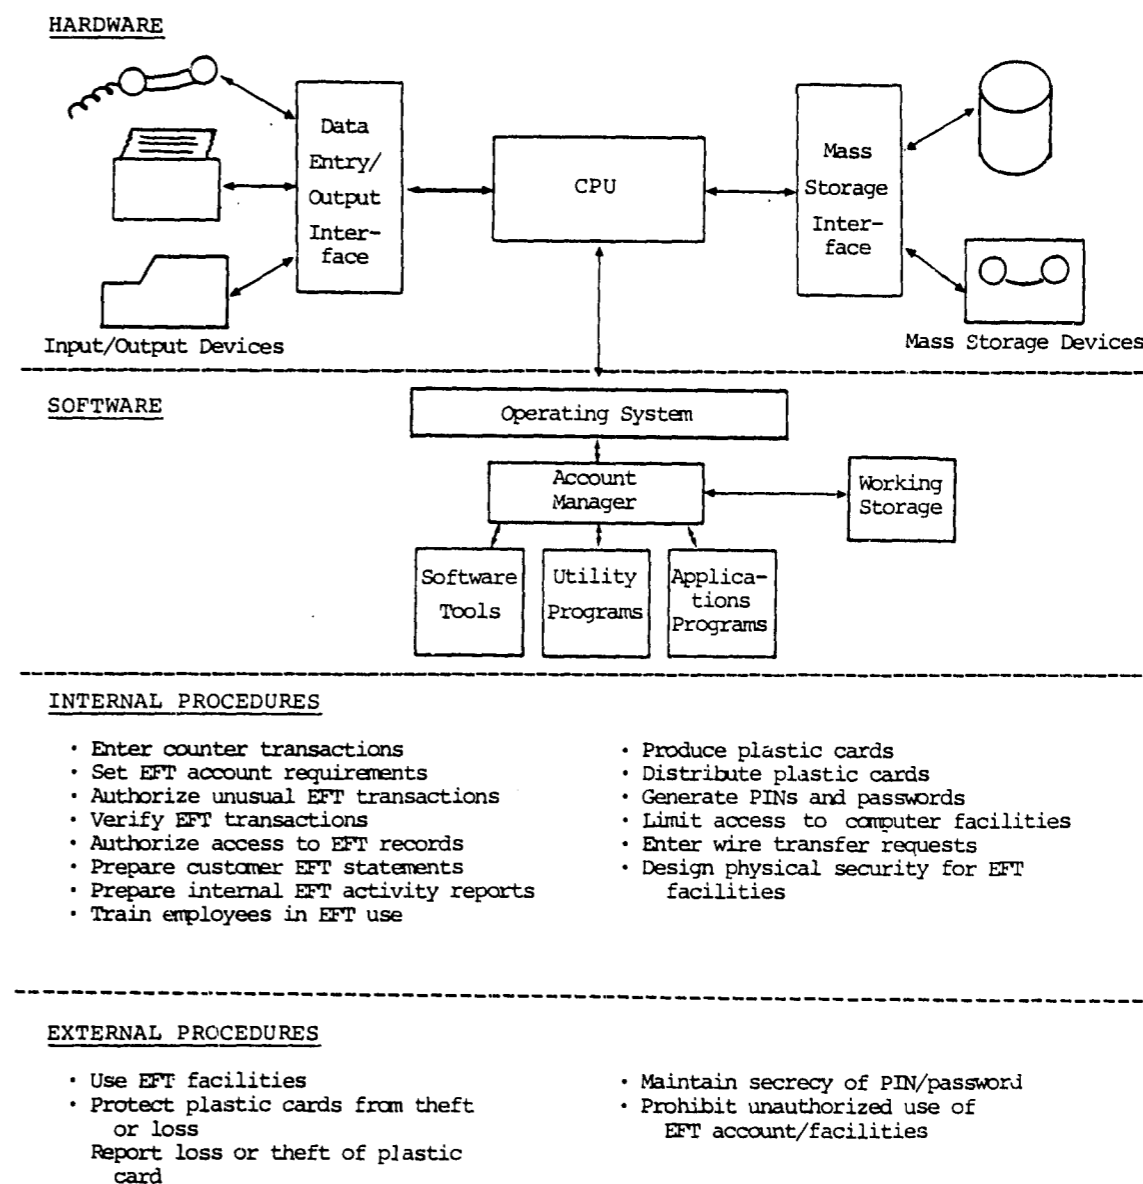 HARDWARE
Data
Entry/
Output
Inter-
face
CPU
Mass
Storage
Inter-
face
Input/Output Devices
Mass Storage Devices
SOFTWARE
Operating System
Account
Manager
Working
Storage
Software
Tools
Utility
Programs
Applica-
tions
Programs
INTERNAL PROCEDURES
· Enter counter transactions
· Set EFT account requirements
· Authorize unusual EFT transactions
· Verify EFT transactions
· Authorize access to EFT records
· Prepare customer EFT statements
· Prepare internal EFT activity reports
· Train employees in EFT use
· Produce plastic cards
· Distribute plastic cards
· Generate PINs and passwords
· Limit access to computer facilities
· Enter wire transfer requests
· Design physical security for EFT
facilities
EXTERNAL PROCEDURES
· Use EFT facilities
· Protect plastic cards from theft
or loss
Report loss or theft of plastic
card
· Maintain secrecy of PIN/password
· Prohibit unauthorized use of
EFT account/facilities